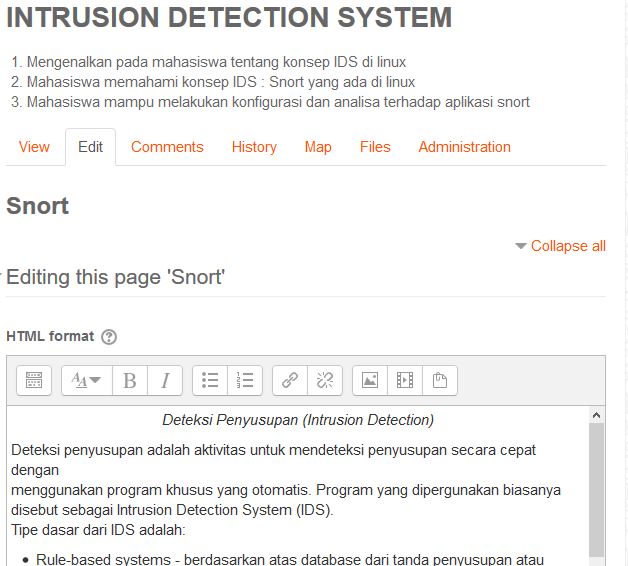 INTRUSION DETECTION SYSTEM
1. Mengenalkan pada mahasiswa tentang konsep IDS di linux
2. Mahasiswa memahami konsep IDS : Snort yang ada di linux
3. Mahasiswa mampu melakukan konfigurasi dan analisa terhadap aplikasi snort
View Edit Comments History Map Files Administration
Snort
Collapse all
Editing this page 'Snort'
HTML format
Deteksi Penyusupan (Intrusion Detection)
Deteksi penyusupan adalah aktivitas untuk mendeteksi penyusupan secara cepat
dengan
menggunakan program khusus yang otomatis. Program yang dipergunakan biasanya
disebut sebagai Intrusion Detection System (IDS).
Tipe dasar dari IDS adalah:
• Rule-based systems - berdasarkan atas database dari tanda penyusupan atau